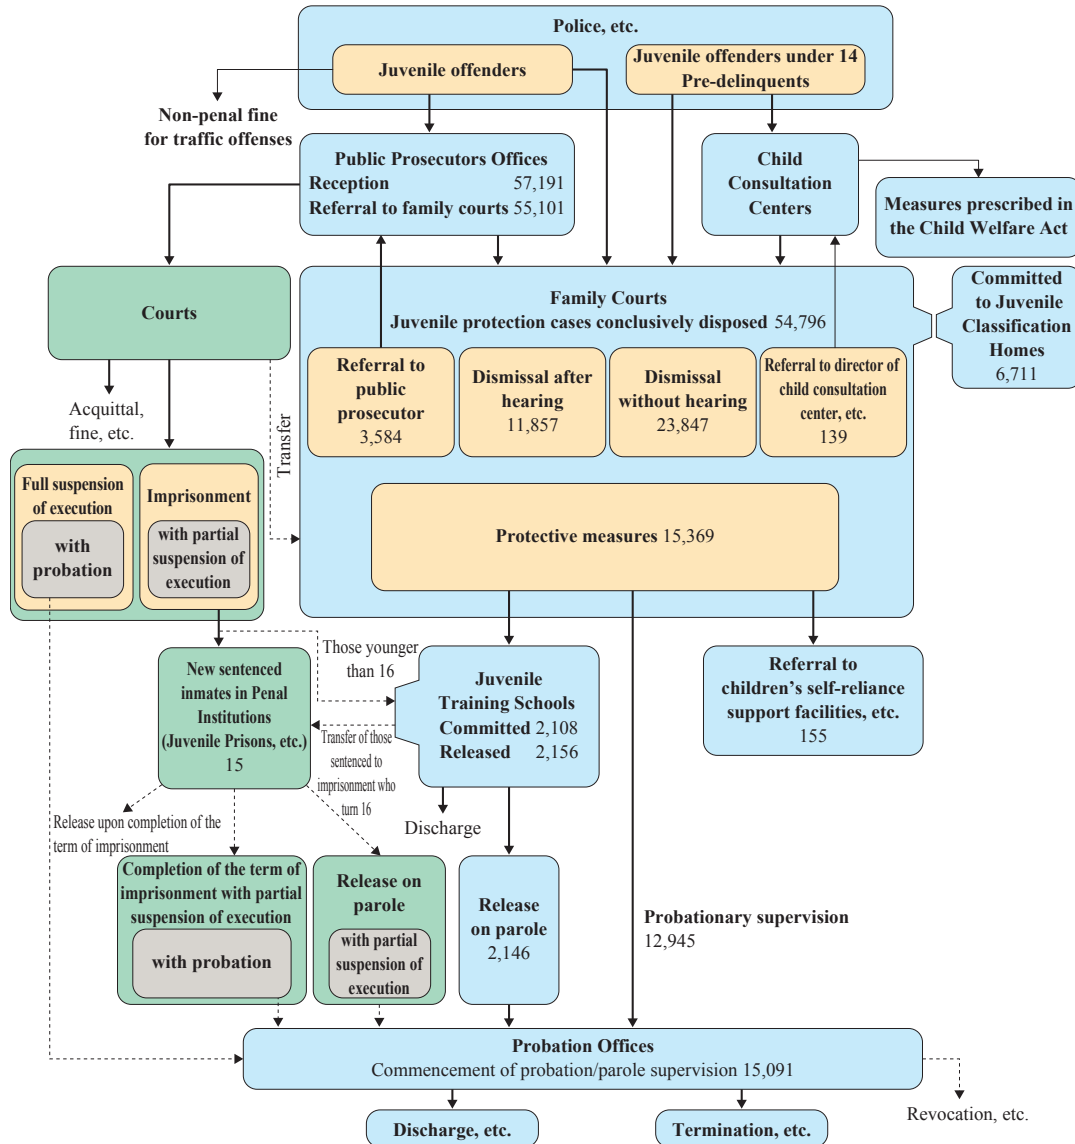 Police, etc.
Juvenile offenders
Juvenile offenders under 14
Pre-delinquents
Non-penal fine
for traffic offenses
Public Prosecutors Offices
Reception 57,191
Referral to family courts 55,101
Child
Consultation
Centers
Measures prescribed in
the Child Welfare Act
Courts
Family Courts
Juvenile protection cases conclusively disposed 54,796
Committed
to Juvenile
Classification
Homes
6,711
Referral to
public
prosecutor
3,584
Dismissal after
hearing
11,857
Dismissal
without hearing
23,847
Referral to director of
child consultation
center, etc.
139
Acquittal,
fine, etc.
Transfer
Full suspension
of execution
with
probation
Imprisonment
with partial
suspension of
execution
Protective measures 15,369
Those younger
than 16
New sentenced
inmates in Penal
Institutions
(Juvenile Prisons, etc.)
15
Juvenile
Training Schools
Committed 2,108
Released 2,156
Referral to
children's self-reliance
support facilities, etc.
155
Transfer of those
sentenced to
imprisonment who
turn 16
Discharge
Release upon completion of the
term of imprisonment
Completion of the term of
imprisonment with partial
suspension of execution
with probation
Release on
parole
with partial
suspension of
execution
Release
on parole
2,146
Probationary supervision
12,945
Probation Offices
Commencement of probation/parole supervision 15,091
Revocation, etc.
Discharge, etc.
Termination, etc.